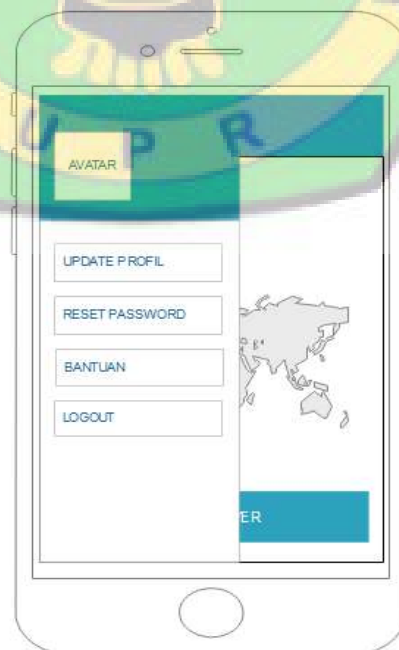 U P R
AVATAR
UPDATE PROFIL
RESET PASSWORD
BANTUAN
LOGOUT
ER